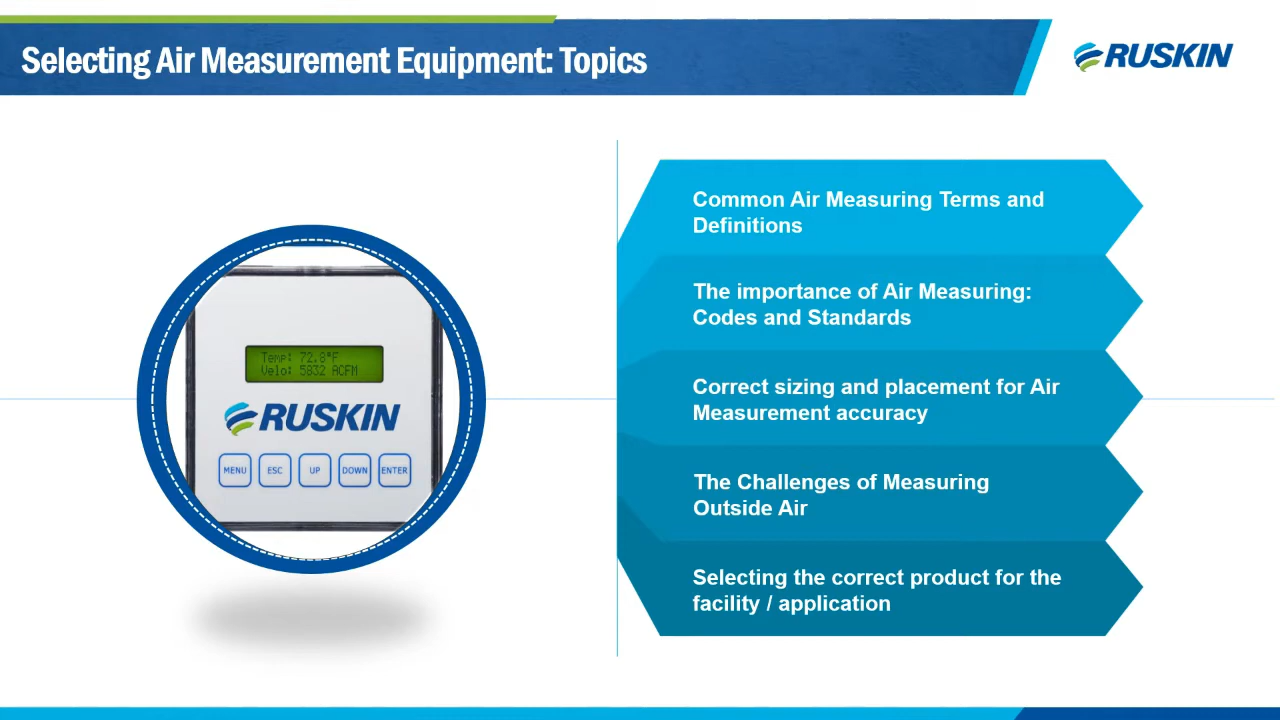 Selecting Air Measurement Equipment: Topics
RUSKIN
Temp: 72.8°F
Velo: 5832 ACFM
RUSKIN
MENU ESC UP DOWN ENTER
Common Air Measuring Terms and
Definitions
The importance of Air Measuring:
Codes and Standards
Correct sizing and placement for Air
Measurement accuracy
The Challenges of Measuring
Outside Air
Selecting the correct product for the
facility / application